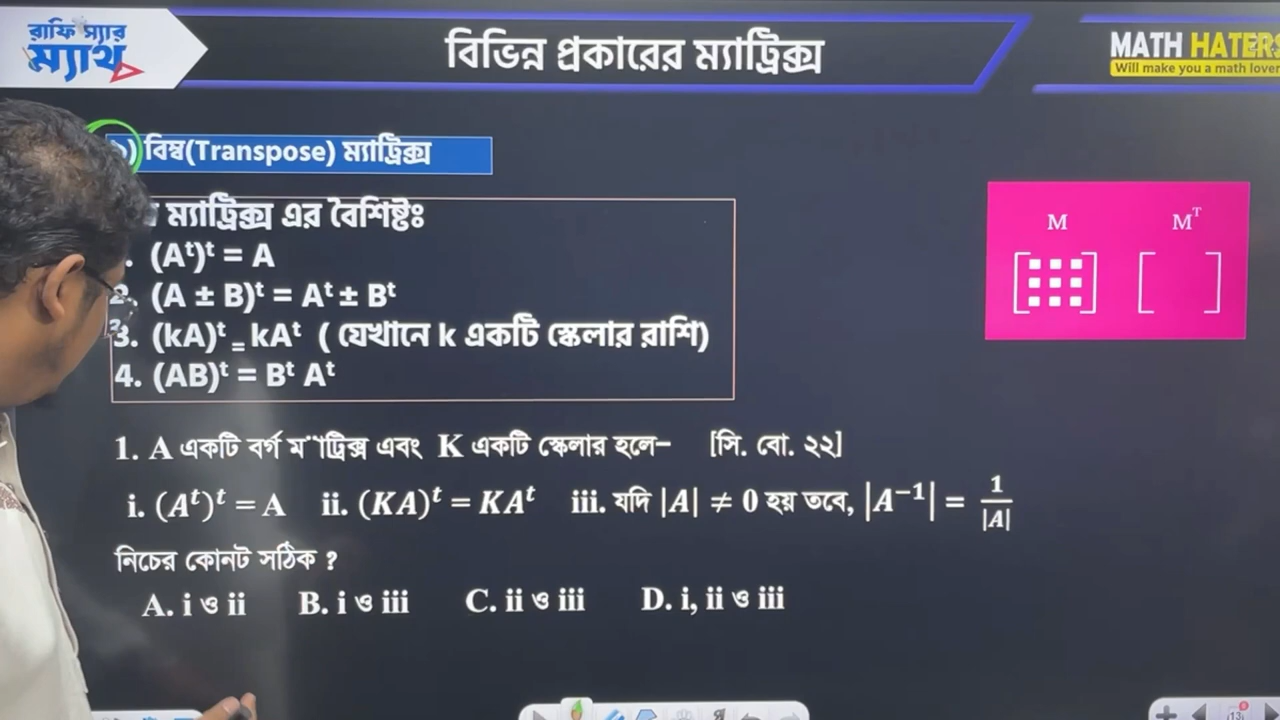 রাফি স্যার
ম্যাথ
বিভিন্ন প্রকারের ম্যাট্রিক্স
MATH HATERS
Will make you a math lover
) বিম্ব(Transpose) ম্যাট্রিক্স
ম্যাট্রিক্স এর বৈশিষ্টঃ
. (Aᵗ)ᵗ = A
2. (A ± B)ᵗ = Aᵗ ± Bᵗ
3. (kA)ᵗ = kAᵗ ( যেখানে k একটি স্কেলার রাশি)
4. (AB)ᵗ = Bᵗ Aᵗ
M Mᵀ
1. A একটি বর্গ ম্যাট্রিক্স এবং K একটি স্কেলার হলে– [সি. বো. ২২]
i. (Aᵗ)ᵗ = A ii. (KA)ᵗ = KAᵗ iii. যদি |A| ≠ 0 হয় তবে, |A⁻¹| = 1/|A|
নিচের কোনট সঠিক ?
A. i ও ii B. i ও iii C. ii ও iii D. i, ii ও iii